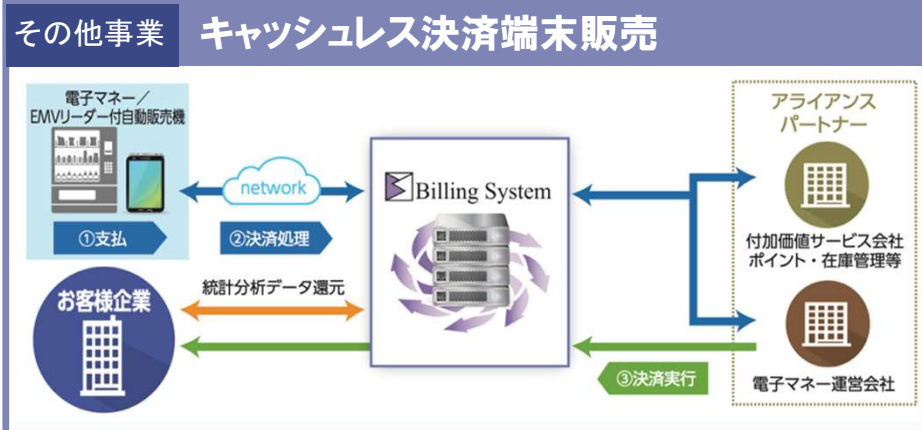 その他事業
キャッシュレス決済端末販売
電子マネー／
EMVリーダー付自動販売機
①支払
network
②決済処理
Billing System
アライアンス
パートナー
付加価値サービス会社
ポイント・在庫管理等
お客様企業
統計分析データ還元
③決済実行
電子マネー運営会社